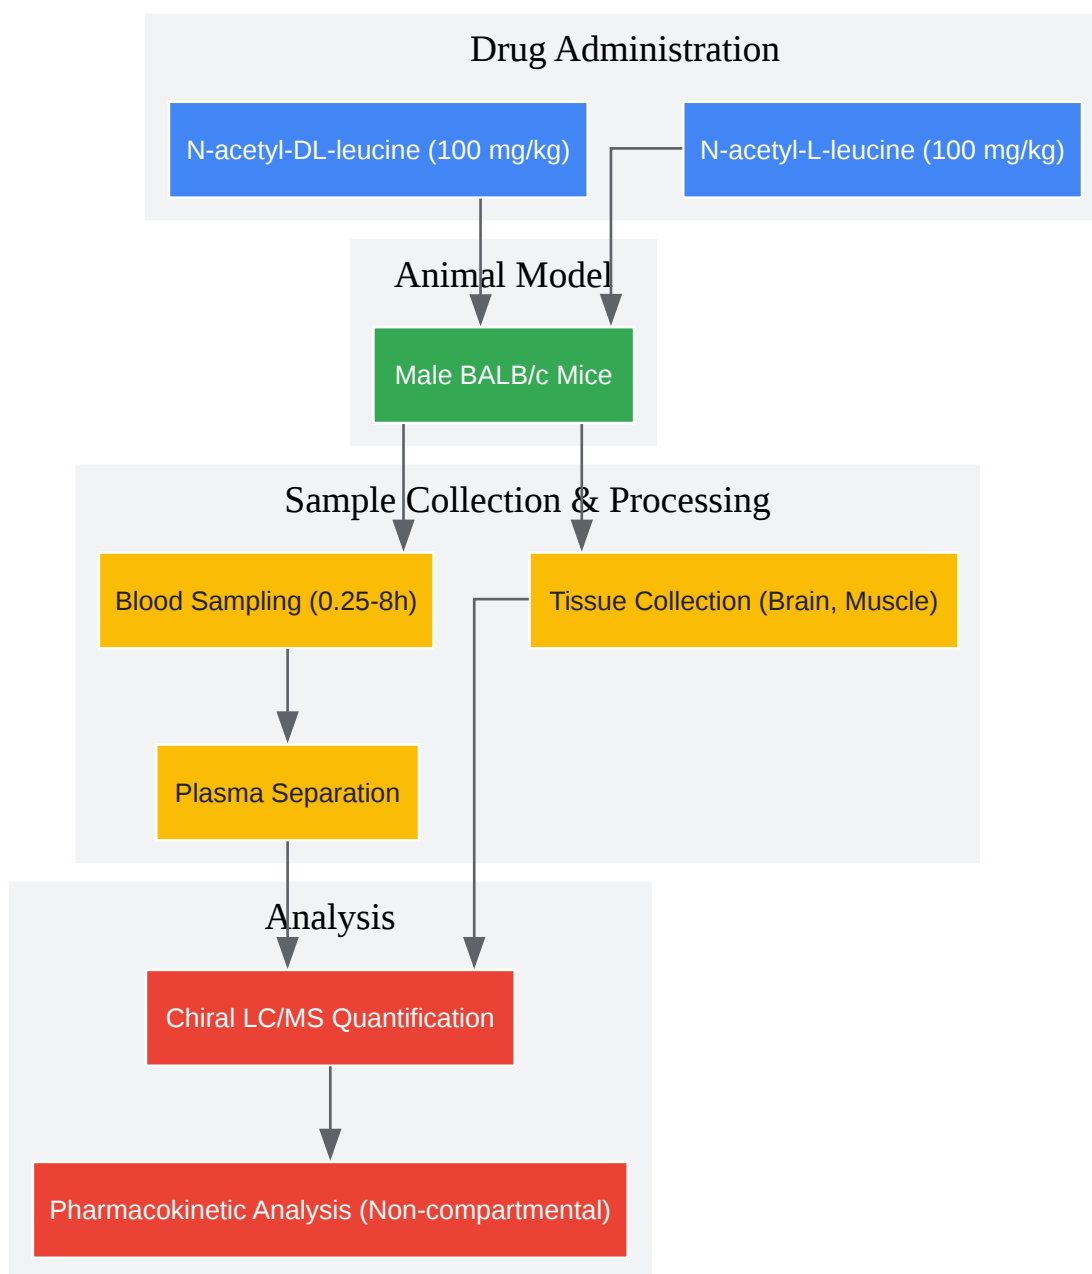 Drug Administration
N-acetyl-DL-leucine (100 mg/kg)
N-acetyl-L-leucine (100 mg/kg)
Animal Model
Male BALB/c Mice
Sample Collection & Processing
Blood Sampling (0.25-8h)
Tissue Collection (Brain, Muscle)
Plasma Separation
Analysis
Chiral LC/MS Quantification
Pharmacokinetic Analysis (Non-compartmental)